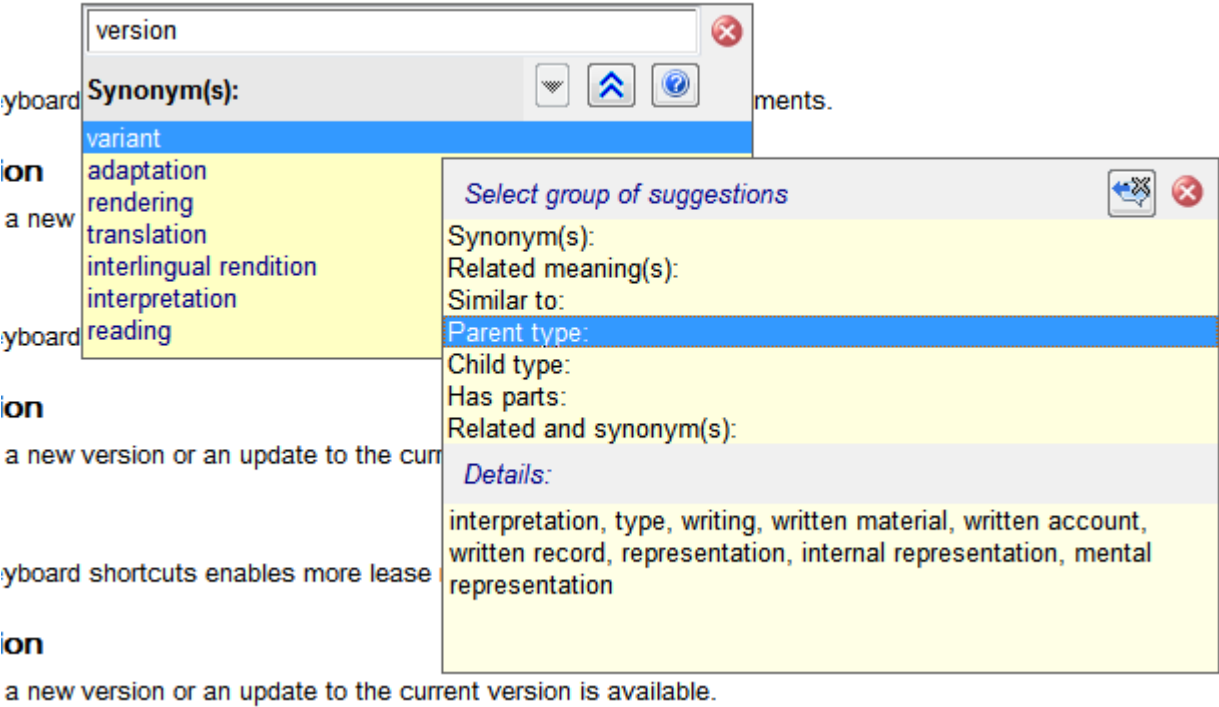 version
Synonym(s):
yboard
ments.
variant
adaptation
rendering
translation
interlingual rendition
interpretation
reading
ion
a new
yboard
Select group of suggestions
Synonym(s):
Related meaning(s):
Similar to:
Parent type:
Child type:
Has parts:
Related and synonym(s):
Details:
interpretation, type, writing, written material, written account,
written record, representation, internal representation, mental
representation
ion
a new version or an update to the curr
yboard shortcuts enables more lease
ion
a new version or an update to the current version is available.